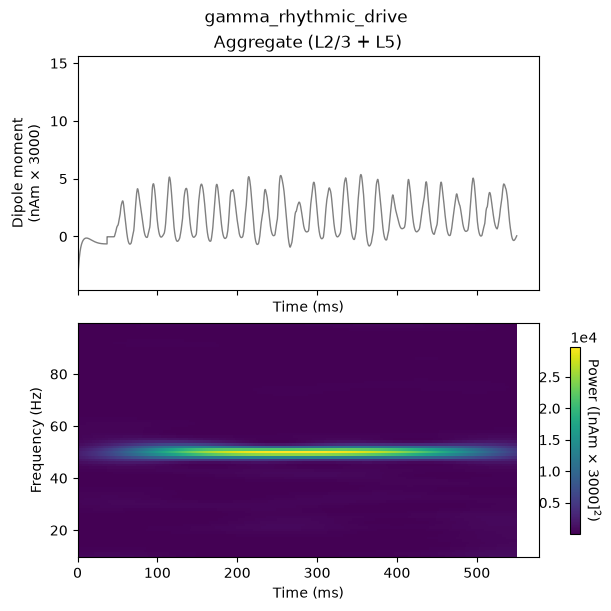 gamma_rhythmic_drive
Aggregate (L2/3 + L5)
Dipole moment
(nAm × 3000)
15
10
5
0
Time (ms)
Frequency (Hz)
80
60
40
20
0 100 200 300 400 500
Time (ms)
1e4
2.5
2.0
1.5
1.0
0.5
Power ([nAm × 3000]²)